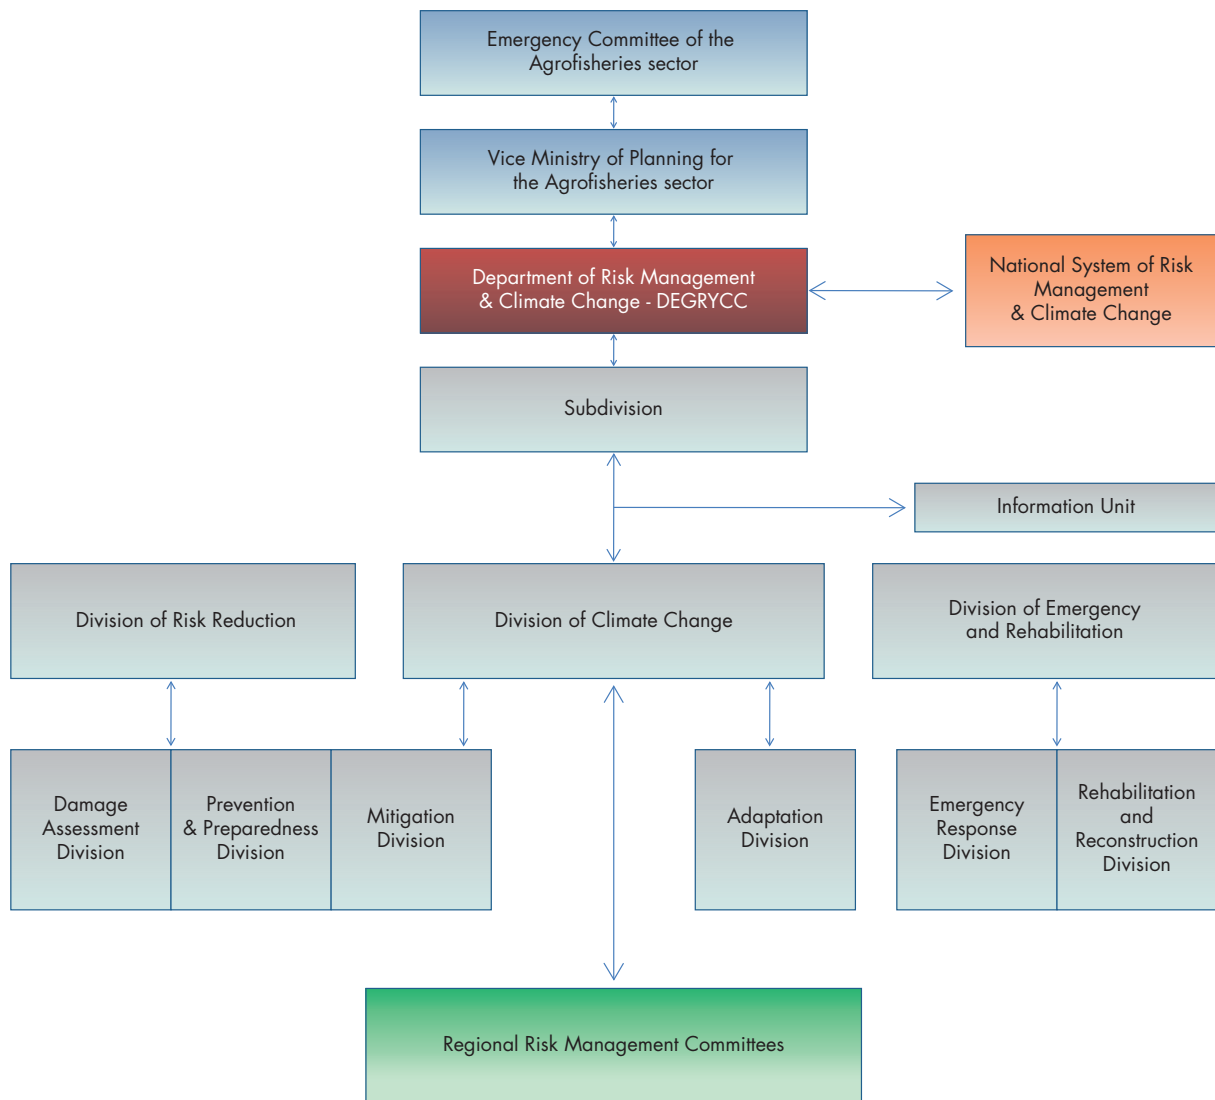 Emergency Committee of the
Agrofisheries sector
Vice Ministry of Planning for
the Agrofisheries sector
Department of Risk Management
& Climate Change - DEGRYCC
National System of Risk
Management
& Climate Change
Subdivision
Information Unit
Division of Risk Reduction
Division of Climate Change
Division of Emergency
and Rehabilitation
Damage
Assessment
Division
Prevention
& Preparedness
Division
Mitigation
Division
Adaptation
Division
Emergency
Response
Division
Rehabilitation
and
Reconstruction
Division
Regional Risk Management Committees